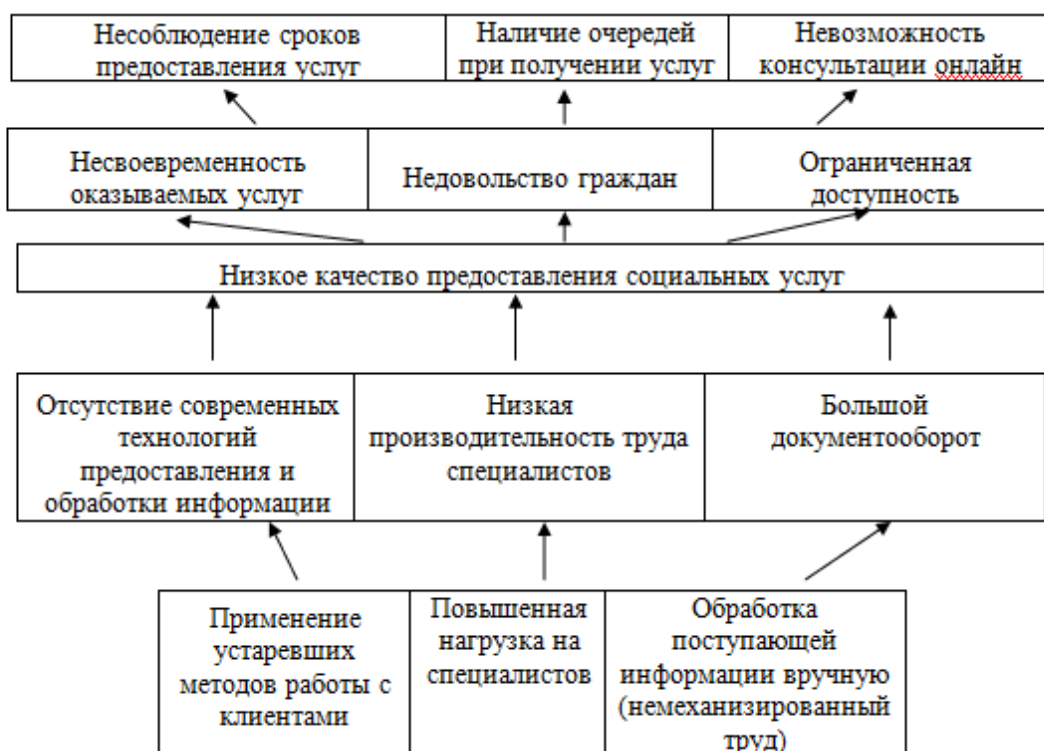 Несоблюдение сроков
предоставления услуг
Наличие очередей
при получении услуг
Невозможность
консультации онлайн
Несвоевременность
оказываемых услуг
Недовольство граждан
Ограниченная
доступность
Низкое качество предоставления социальных услуг
Отсутствие современных
технологий
предоставления и
обработки информации
Низкая
производительность труда
специалистов
Большой
документооборот
Применение
устаревших
методов работы с
клиентами
Повышенная
нагрузка на
специалистов
Обработка
поступающей
информации вручную
(немеханизированный
труд)